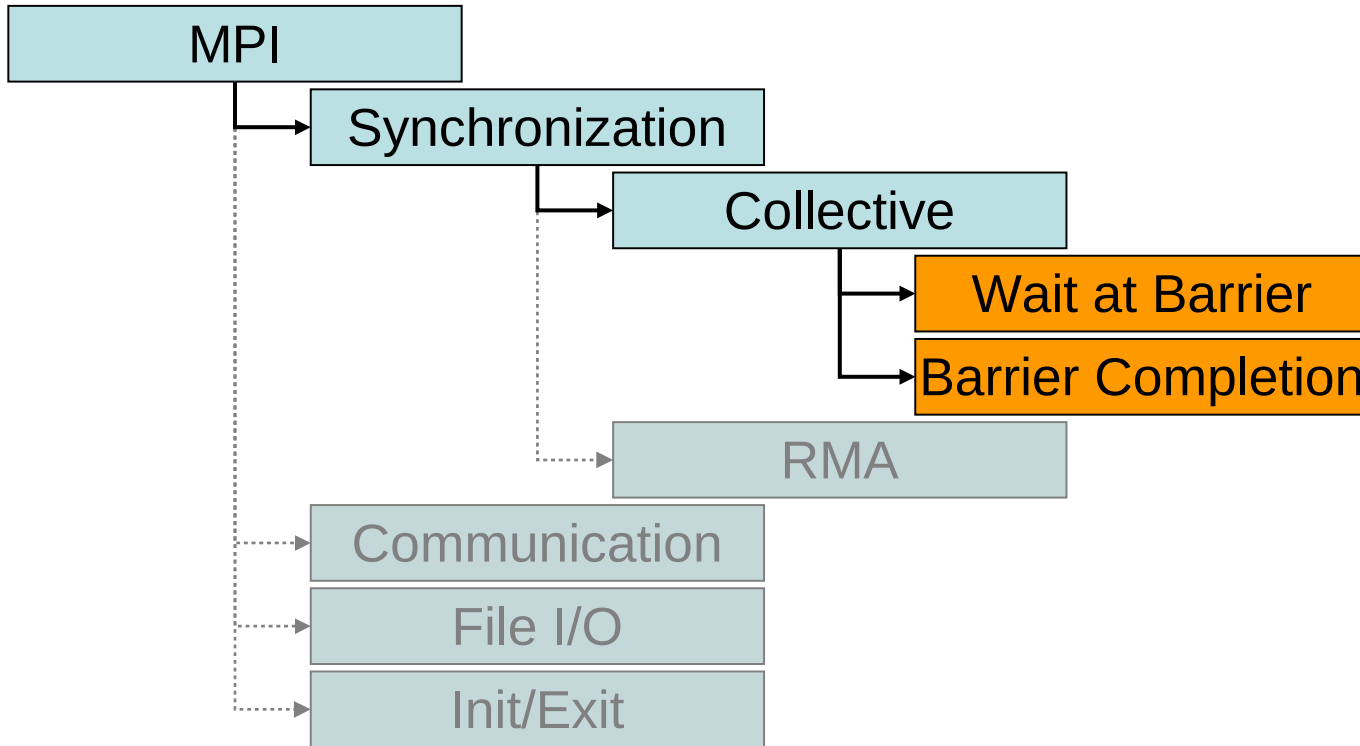 MPI
Synchronization
Collective
Wait at Barrier
Barrier Completion
RMA
Communication
File I/O
Init/Exit